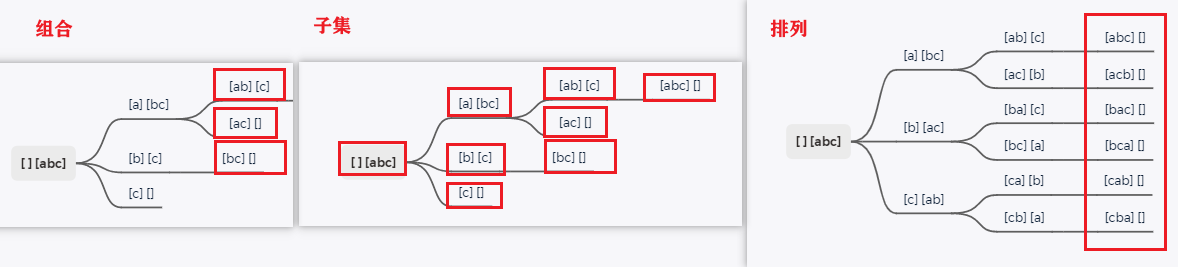 组合
[ab] [c]
[a] [bc]
[ac] []
[ ] [abc]
[b] [c]
[bc] []
[c] []
子集
[ab] [c]
[abc] []
[a] [bc]
[ac] []
[ ] [abc]
[b] [c]
[bc] []
[c] []
排列
[ab] [c]
[abc] []
[a] [bc]
[ac] [b]
[acb] []
[ba] [c]
[bac] []
[ ] [abc]
[b] [ac]
[bc] [a]
[bca] []
[ca] [b]
[cab] []
[c] [ab]
[cb] [a]
[cba] []